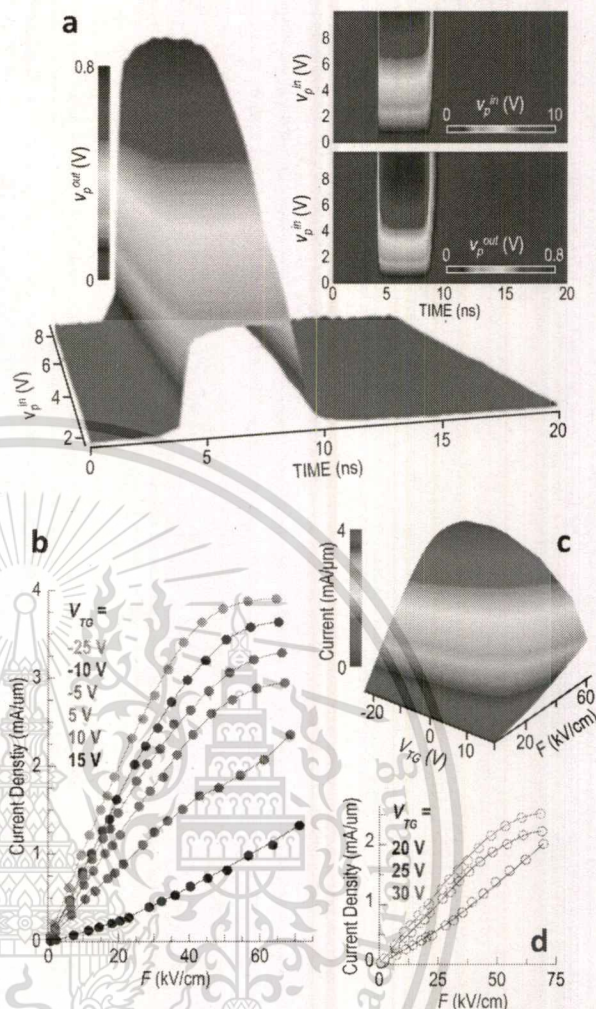 a
0.8
v_p^out (V)
0
8
6
4
2
v_p^in (V)
0
5
10
15
20
TIME (ns)
8
6
4
2
0
v_p^in (V)
v_p^in (V)
0
10
8
6
4
2
0
v_p^in (V)
v_p^out (V)
0
0.8
0
5
10
15
20
TIME (ns)
b
4
3
2
1
0
Current Denstiy (mA/um)
V_TG =
-25 V
-10 V
-5 V
5 V
10 V
15 V
0
20
40
60
F (kV/cm)
c
4
Current (mA/μm)
0
-20
0
10
V_TG (V)
20
60
F (kV/cm)
d
2
1
0
Current Density (mA/um)
V_TG =
20 V
25 V
30 V
0
25
50
75
F (kV/cm)